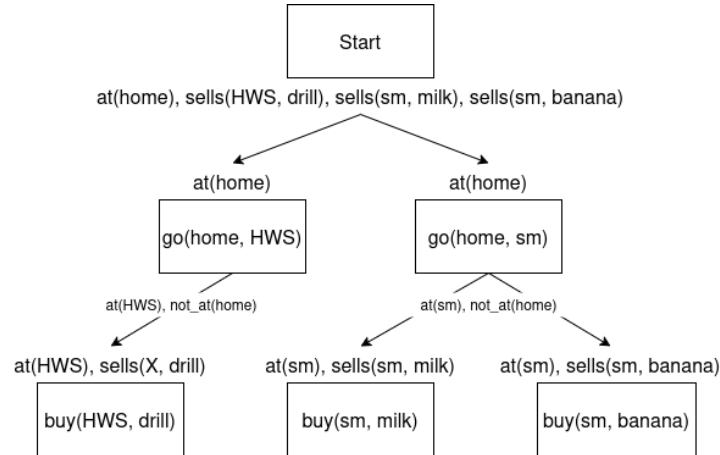 Start
at(home), sells(HWS, drill), sells(sm, milk), sells(sm, banana)
at(home)
at(home)
go(home, HWS)
go(home, sm)
at(HWS), not_at(home)
at(sm), not_at(home)
at(HWS), sells(X, drill)
at(sm), sells(sm, milk)
at(sm), sells(sm, banana)
buy(HWS, drill)
buy(sm, milk)
buy(sm, banana)